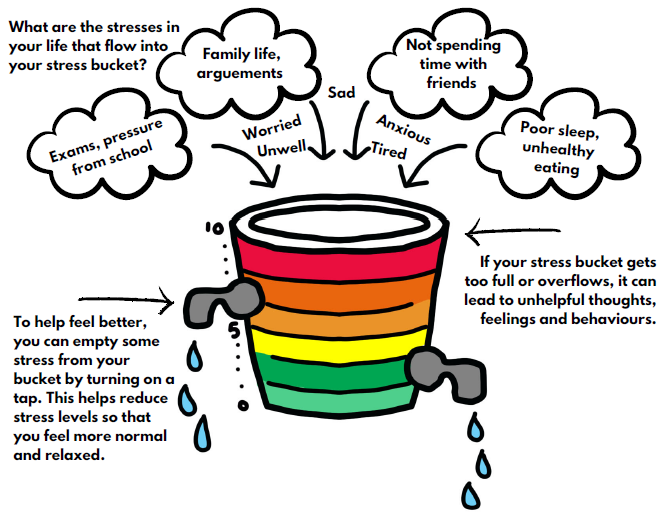 What are the stresses in
your life that flow into
your stress bucket?
Family life,
arguements
Sad
Not spending
time with
friends
Exams, pressure
from school
Worried
Unwell
Anxious
Tired
Poor sleep,
unhealthy
eating
10
5
0
If your stress bucket gets
too full or overflows, it can
lead to unhelpful thoughts,
feelings and behaviours.
To help feel better,
you can empty some
stress from your
bucket by turning on a
tap. This helps reduce
stress levels so that
you feel more normal
and relaxed.